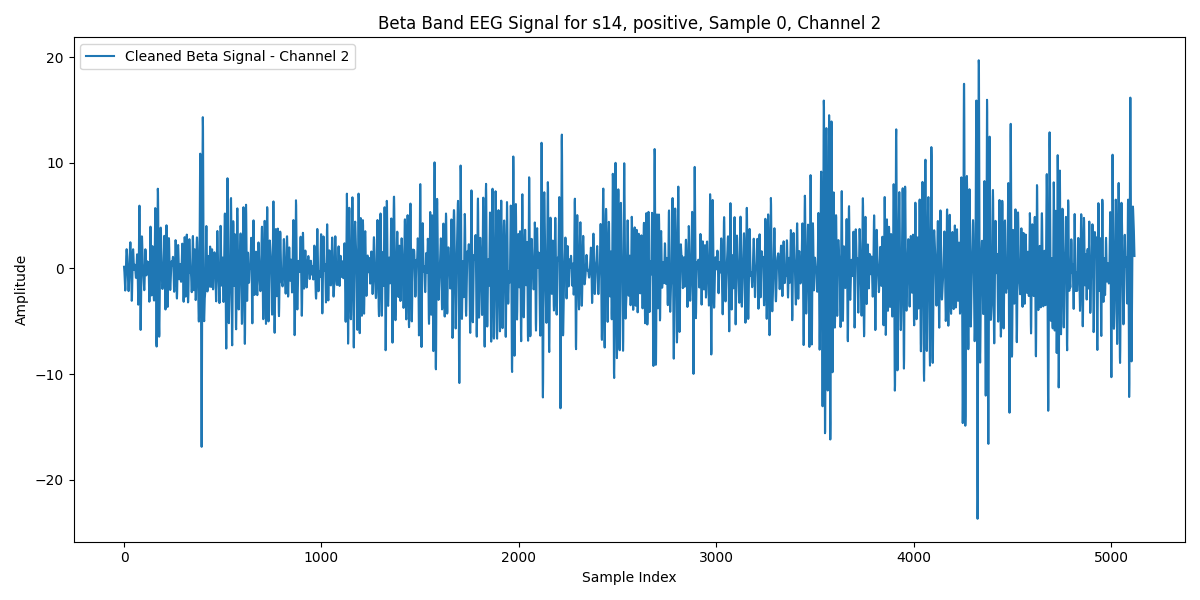 Beta Band EEG Signal for s14, positive, Sample 0, Channel 2
Cleaned Beta Signal - Channel 2
20
10
0
−10
−20
Amplitude
0 1000 2000 3000 4000 5000
Sample Index